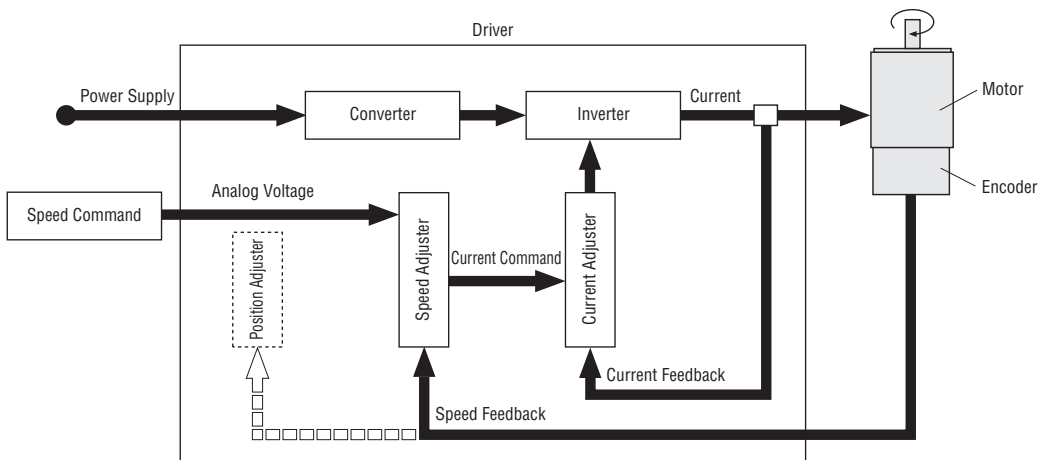 Driver
Power Supply
Converter
Inverter
Current
Motor
Encoder
Speed Command
Analog Voltage
Position Adjuster
Speed Adjuster
Current Command
Current Adjuster
Current Feedback
Speed Feedback